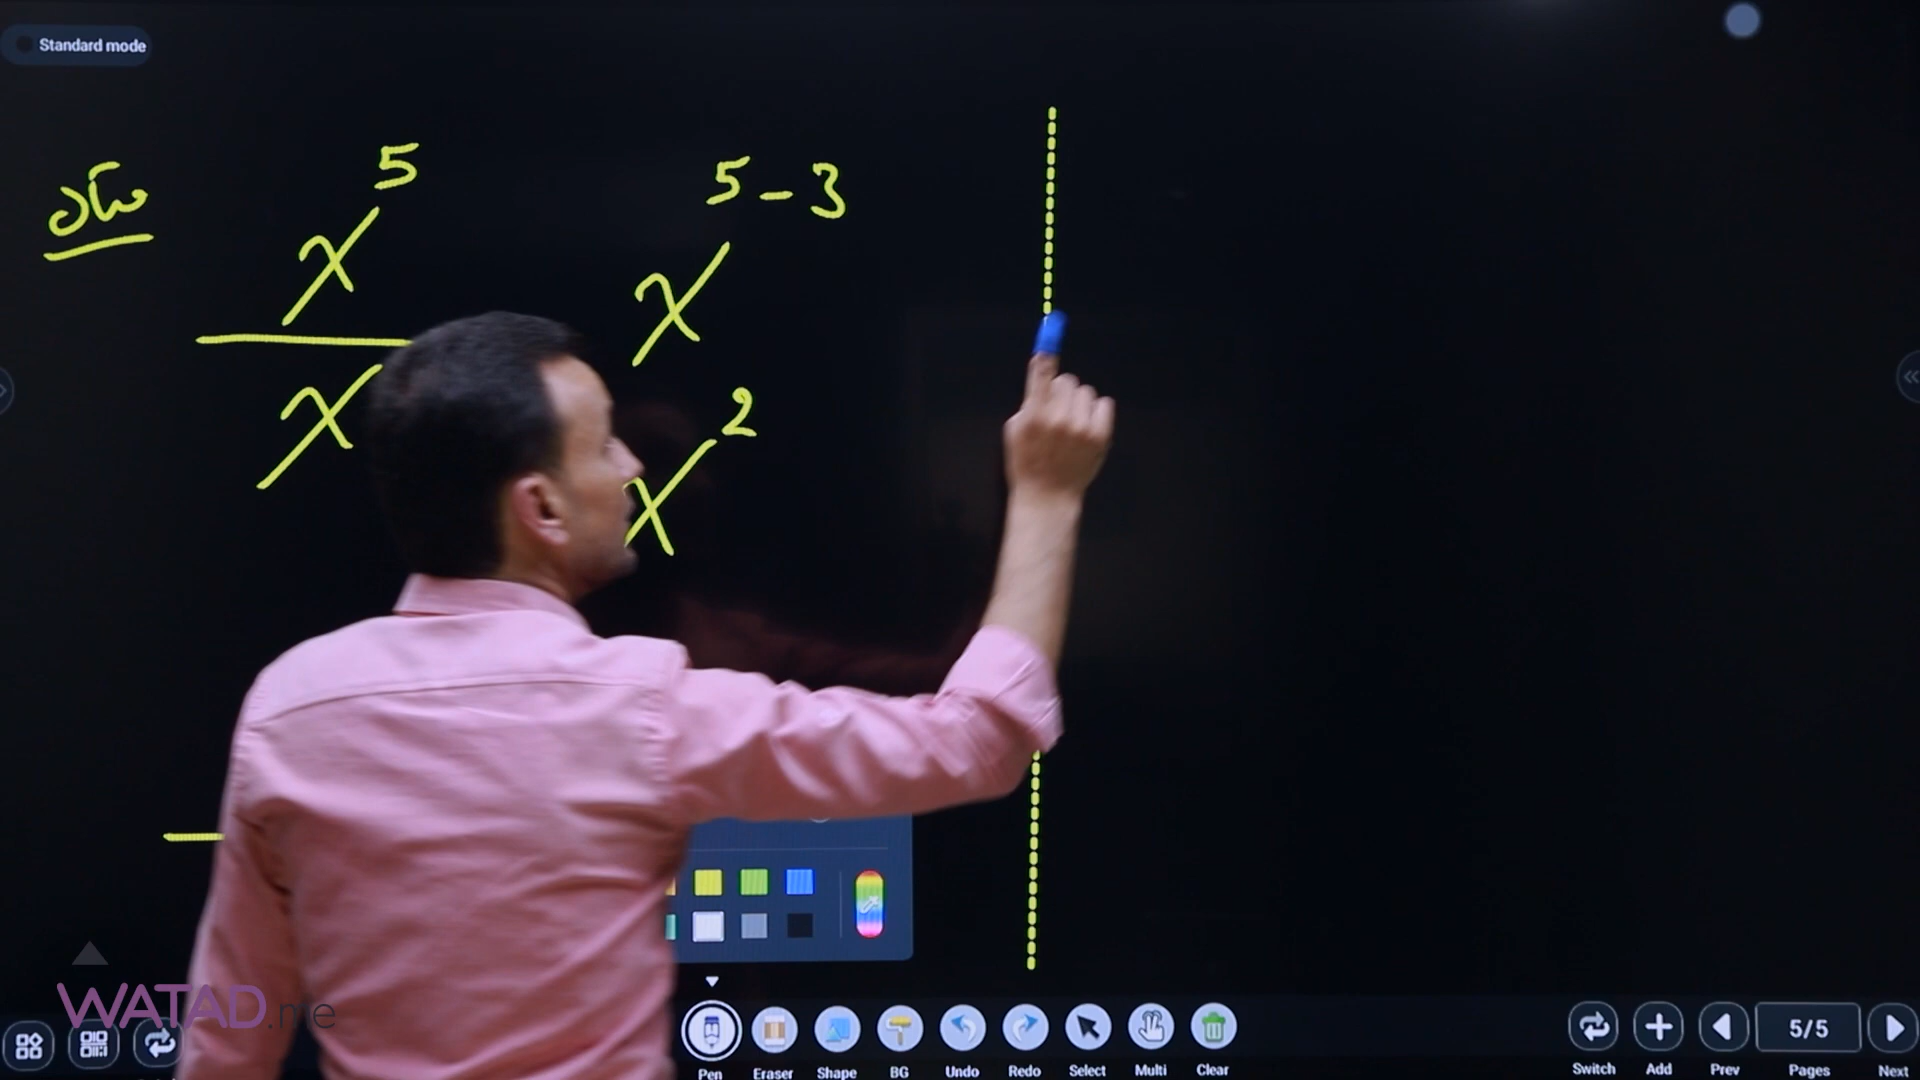 Standard mode
x^5
x
x^{5-3}
x^2
WATAD.me
Pen Eraser Shape BG Undo Redo Select Multi Clear
Switch Add Prev 5/5 Pages Next